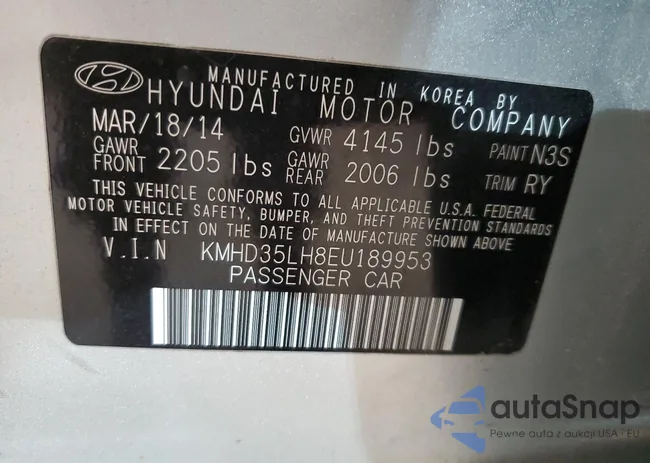 MANUFACTURED IN KOREA BY
HYUNDAI MOTOR COMPANY
MAR/18/14 GVWR 4145 lbs PAINT N3S
GAWR FRONT 2205 lbs GAWR REAR 2006 lbs TRIM RY
THIS VEHICLE CONFORMS TO ALL APPLICABLE U.S.A. FEDERAL
MOTOR VEHICLE SAFETY, BUMPER, AND THEFT PREVENTION STANDARDS
IN EFFECT ON THE DATE OF MANUFACTURE SHOWN ABOVE
V.I.N KMHD35LH8EU189953
PASSENGER CAR
autoSnap
Pewne auta z aukcji USA i EU